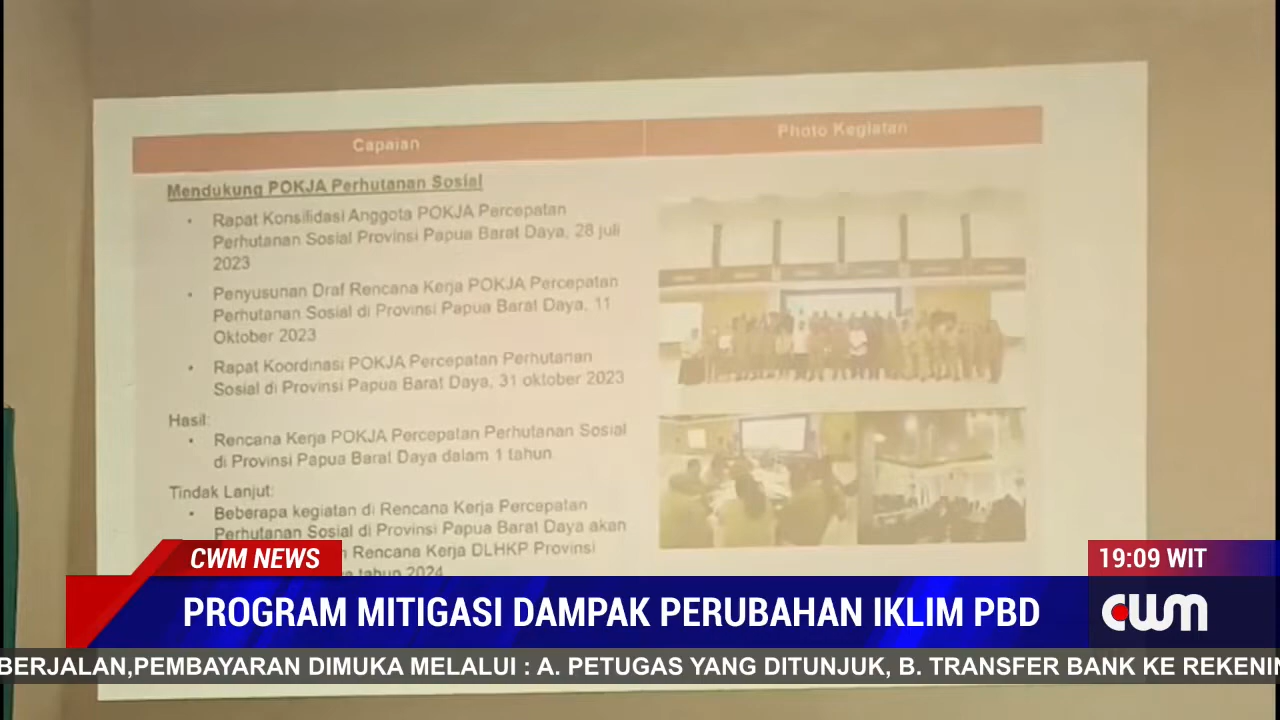 Capaian
Photo Kegiatan
Mendukung POKJA Perhutanan Sosial
• Rapat Konsilidasi Anggota POKJA Percepatan
Perhutanan Sosial Provinsi Papua Barat Daya, 28 juli
2023
• Penyusunan Draf Rencana Kerja POKJA Percepatan
Perhutanan Sosial di Provinsi Papua Barat Daya, 11
Oktober 2023
• Rapat Koordinasi POKJA Percepatan Perhutanan
Sosial di Provinsi Papua Barat Daya, 31 oktober 2023
Hasil:
• Rencana Kerja POKJA Percepatan Perhutanan Sosial
di Provinsi Papua Barat Daya dalam 1 tahun
Tindak Lanjut:
• Beberapa kegiatan di Rencana Kerja Percepatan
Perhutanan Sosial di Provinsi Papua Barat Daya akan
Rencana Kerja DLHKP Provinsi
tahun 2024
CWM NEWS
19:09 WIT
PROGRAM MITIGASI DAMPAK PERUBAHAN IKLIM PBD
cwm
BERJALAN,PEMBAYARAN DIMUKA MELALUI : A. PETUGAS YANG DITUNJUK, B. TRANSFER BANK KE REKENIN